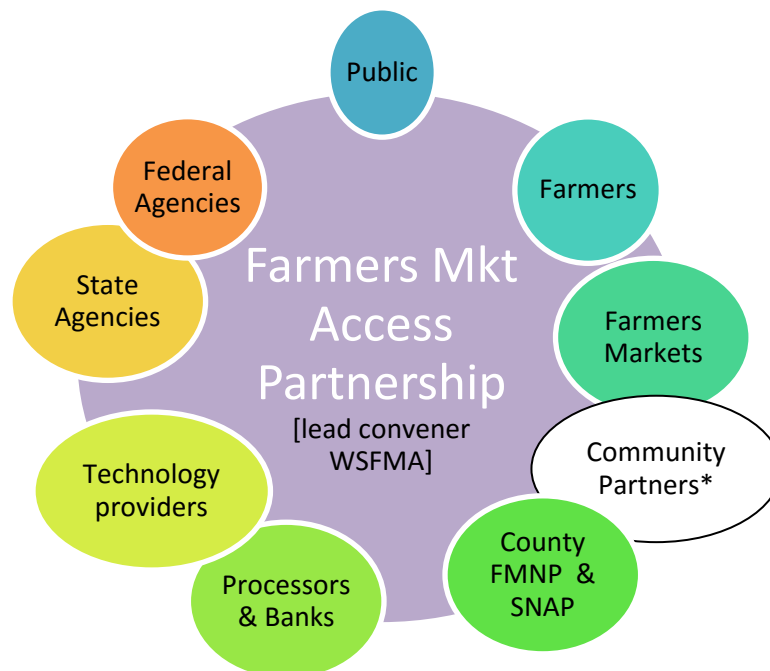 Public
Federal
Agencies
Farmers
State
Agencies
Farmers Mkt
Access
Partnership
[lead convener
WSFMA]
Farmers
Markets
Community
Partners*
Technology
providers
County
FMNP &
SNAP
Processors
& Banks